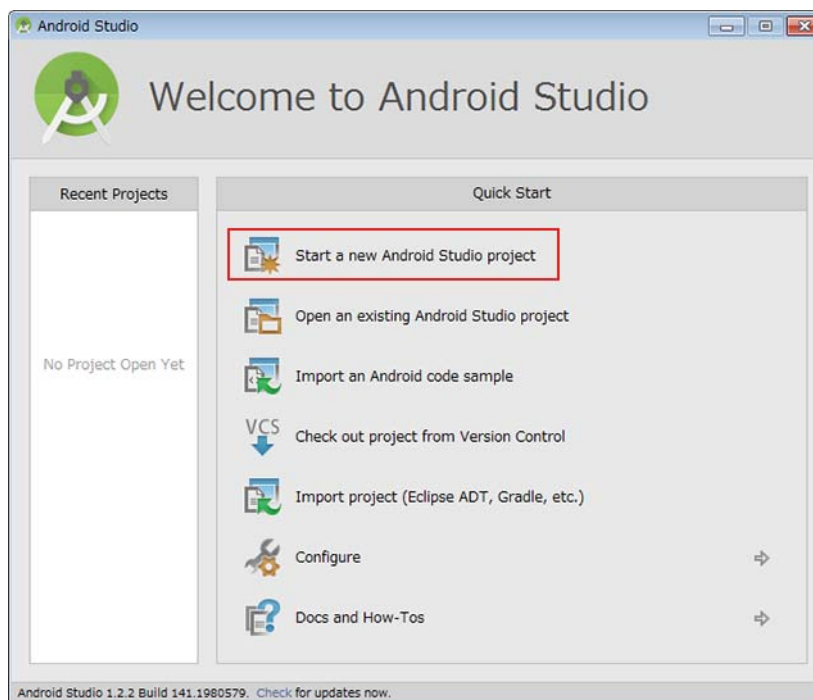 Android Studio
Welcome to Android Studio
Recent Projects
No Project Open Yet
Quick Start
Start a new Android Studio project
Open an existing Android Studio project
Import an Android code sample
VCS
Check out project from Version Control
Import project (Eclipse ADT, Gradle, etc.)
Configure
Docs and How-Tos
Android Studio 1.2.2 Build 141.1980579. Check for updates now.